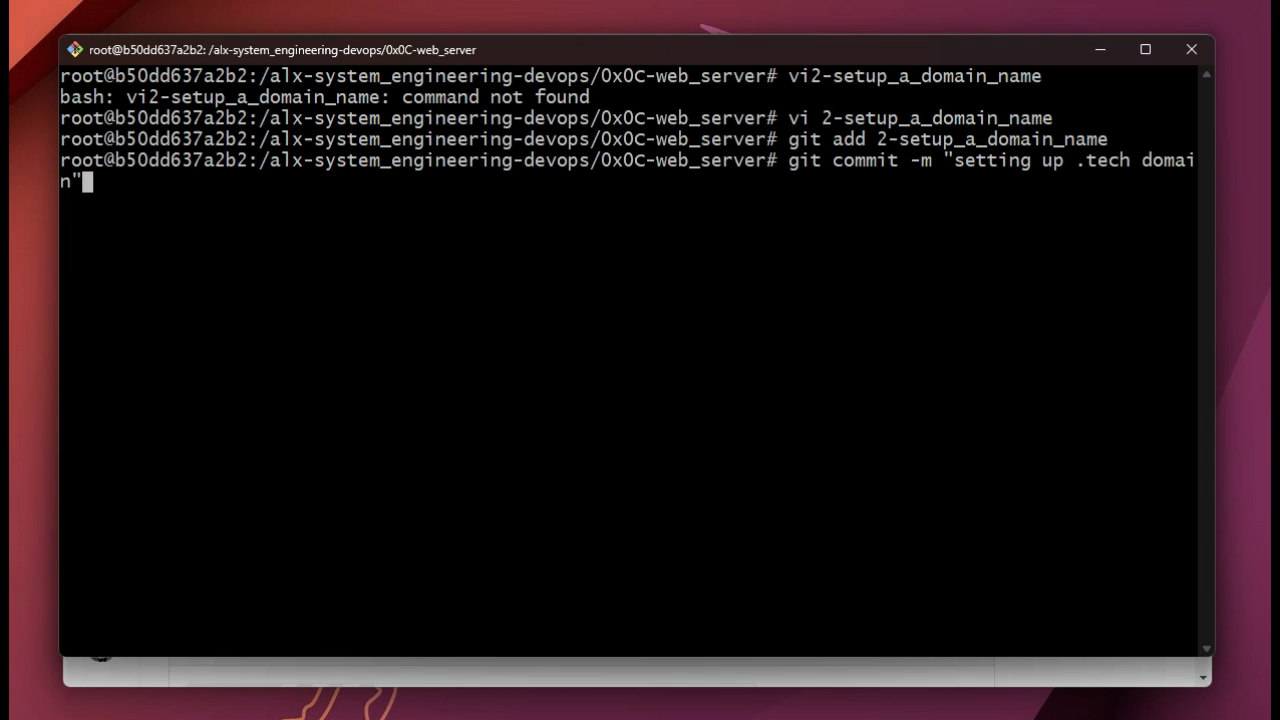 root@b50dd637a2b2: /alx-system_engineering-devops/0x0C-web_server
root@b50dd637a2b2:/alx-system_engineering-devops/0x0C-web_server# vi2-setup_a_domain_name
bash: vi2-setup_a_domain_name: command not found
root@b50dd637a2b2:/alx-system_engineering-devops/0x0C-web_server# vi 2-setup_a_domain_name
root@b50dd637a2b2:/alx-system_engineering-devops/0x0C-web_server# git add 2-setup_a_domain_name
root@b50dd637a2b2:/alx-system_engineering-devops/0x0C-web_server# git commit -m "setting up .tech domai
n"